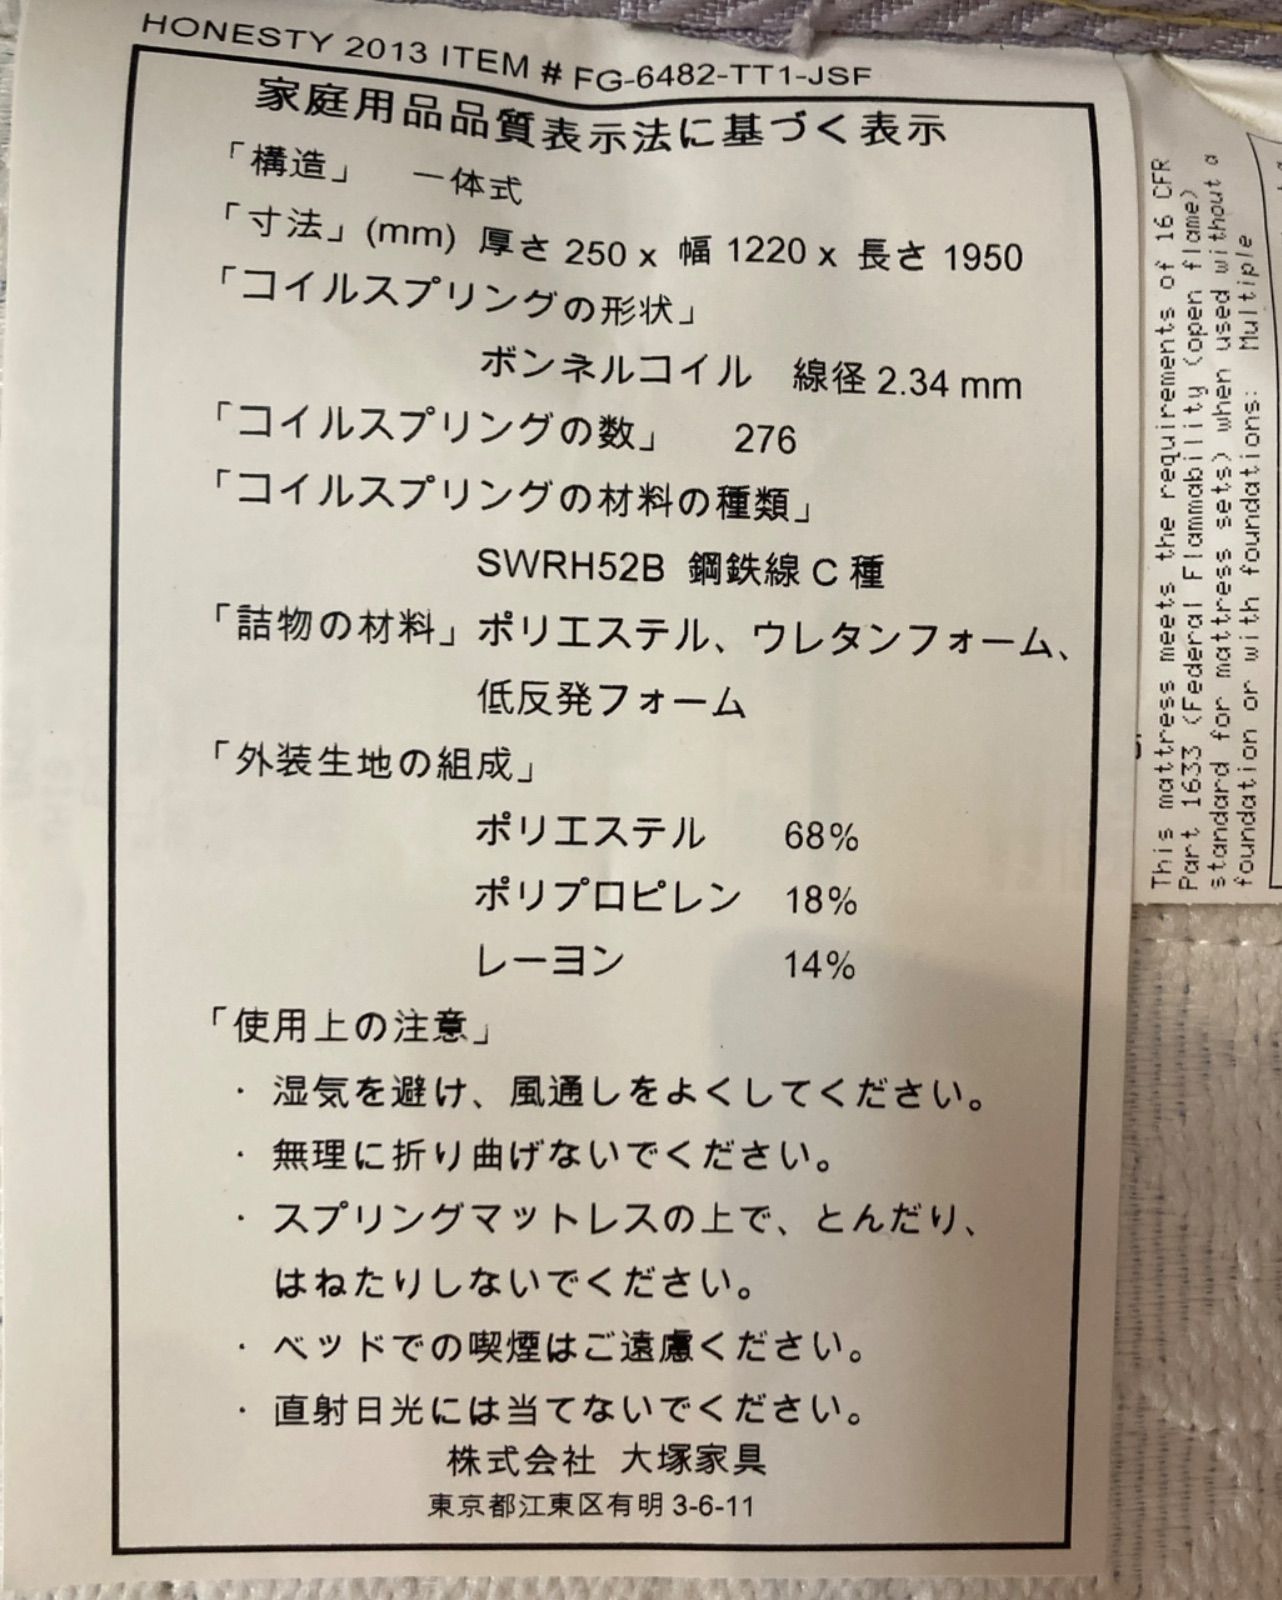 HONESTY 2013 ITEM # FG-6482-TT1-JSF
家庭用品品質表示法に基づく表示
「構造」 一体式
「寸法」(mm) 厚さ 250 x 幅 1220 x 長さ 1950
「コイルスプリングの形状」
ボンネルコイル 線径 2.34 mm
「コイルスプリングの数」 276
「コイルスプリングの材料の種類」
SWRH52B 鋼鉄線 C 種
「詰物の材料」ポリエステル、ウレタンフォーム、
低反発フォーム
「外装生地の組成」
ポリエステル 68%
ポリプロピレン 18%
レーヨン 14%
「使用上の注意」
・ 湿気を避け、風通しをよくしてください。
・ 無理に折り曲げないでください。
・ スプリングマットレスの上で、とんだり、
はねたりしないでください。
・ ベッドでの喫煙はご遠慮ください。
・ 直射日光には当てないでください。
株式会社 大塚家具
東京都江東区有明 3-6-11
This mattress meets the requirements of 16 CFR
Part 1633 (Federal Flammability (open flame)
standard for mattress sets) when used without a
foundation or with foundations: Multiple